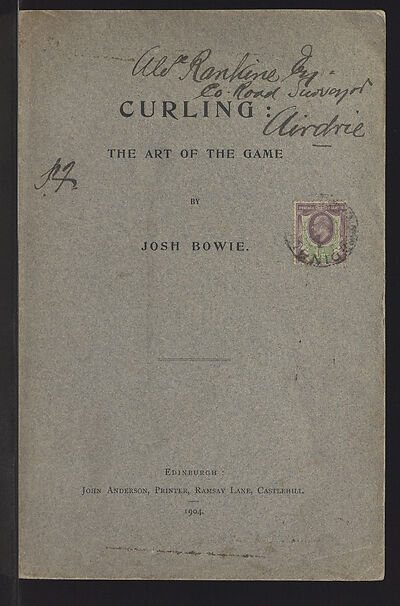 Aldr Rankine Esq.
Co. Road Surveyor
Airdrie
CURLING:
THE ART OF THE GAME
BY
JOSH BOWIE.
EDINBURGH:
JOHN ANDERSON, PRINTER, RAMSAY LANE, CASTLEHILL.
1904.